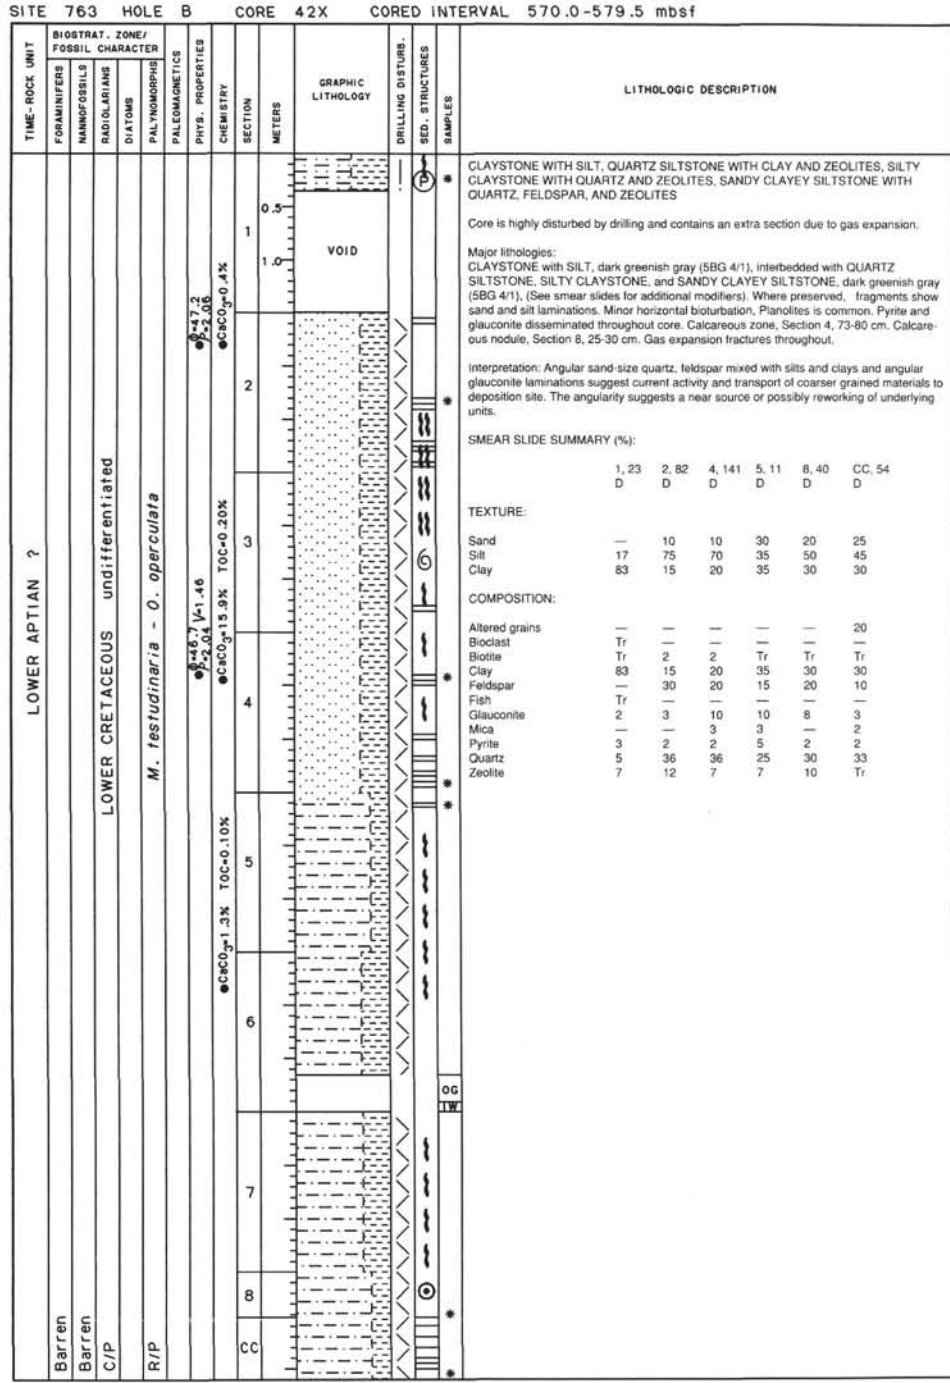 SITE 763 HOLE B CORE 42X CORED INTERVAL 570.0-579.5 mbsf
TIME-ROCK UNIT
BIOSTRAT. ZONE/
FOSSIL CHARACTER
FORAMINIFERS
NANNOFOSSILS
RADIOLARIANS
DIATOMS
PALYNOMORPHS
PALEOMAGNETICS
PHYS. PROPERTIES
CHEMISTRY
SECTION
METERS
GRAPHIC
LITHOLOGY
DRILLING DISTURB.
SED. STRUCTURES
SAMPLES
LITHOLOGIC DESCRIPTION
LOWER APTIAN ?
Barren
Barren
C/P
LOWER CRETACEOUS undifferentiated
R/P
M. testudinaria - O. operculata
●Φ=47.2
P=2.06
●Φ=46.7 V=1.46
P=2.04
●CaCO3=0.4%
●CaCO3=15.9% TOC=0.20%
●CaCO3=1.3% TOC=0.10%
1
2
3
4
5
6
7
8
CC
0.5
1.0
VOID
P
*
*
*
*
*
OG
IW
*
*
CLAYSTONE WITH SILT, QUARTZ SILTSTONE WITH CLAY AND ZEOLITES, SILTY
CLAYSTONE WITH QUARTZ AND ZEOLITES, SANDY CLAYEY SILTSTONE WITH
QUARTZ, FELDSPAR, AND ZEOLITES
Core is highly disturbed by drilling and contains an extra section due to gas expansion.
Major lithologies:
CLAYSTONE with SILT, dark greenish gray (5BG 4/1), interbedded with QUARTZ
SILTSTONE, SILTY CLAYSTONE, and SANDY CLAYEY SILTSTONE, dark greenish gray
(5BG 4/1), (See smear slides for additional modifiers). Where preserved, fragments show
sand and silt laminations. Minor horizontal bioturbation, Planolites is common. Pyrite and
glauconite disseminated throughout core. Calcareous zone, Section 4, 73-80 cm. Calcare-
ous nodule, Section 8, 25-30 cm. Gas expansion fractures throughout.
Interpretation: Angular sand-size quartz, feldspar mixed with silts and clays and angular
glauconite laminations suggest current activity and transport of coarser grained materials to
deposition site. The angularity suggests a near source or possibly reworking of underlying
units.
SMEAR SLIDE SUMMARY (%):
1, 23 2, 82 4, 141 5, 11 8, 40 CC, 54
D D D D D D
TEXTURE:
Sand — 10 10 30 20 25
Silt 17 75 70 35 50 45
Clay 83 15 20 35 30 30
COMPOSITION:
Altered grains — — — — — 20
Bioclast Tr — — — — —
Biotite Tr 2 2 Tr Tr Tr
Clay 83 15 20 35 30 30
Feldspar — 30 20 15 20 10
Fish Tr — — — — —
Glauconite 2 3 10 10 8 3
Mica — — 3 3 — 2
Pyrite 3 2 2 5 2 2
Quartz 5 36 36 25 30 33
Zeolite 7 12 7 7 10 Tr